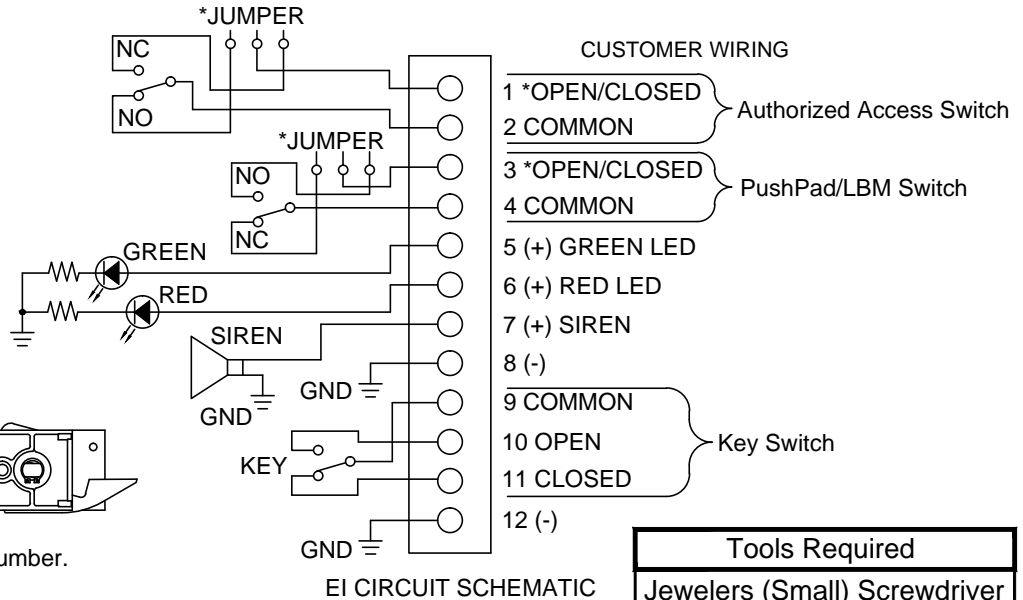 *JUMPER
CUSTOMER WIRING
NC
NO
1 *OPEN/CLOSED
2 COMMON
Authorized Access Switch
*JUMPER
NO
NC
3 *OPEN/CLOSED
4 COMMON
PushPad/LBM Switch
GREEN
5 (+) GREEN LED
RED
6 (+) RED LED
SIREN
7 (+) SIREN
GND
GND
8 (-)
9 COMMON
KEY
10 OPEN
Key Switch
11 CLOSED
GND
12 (-)
umber.
EI CIRCUIT SCHEMATIC
Tools Required
Jewelers (Small) Screwdriver